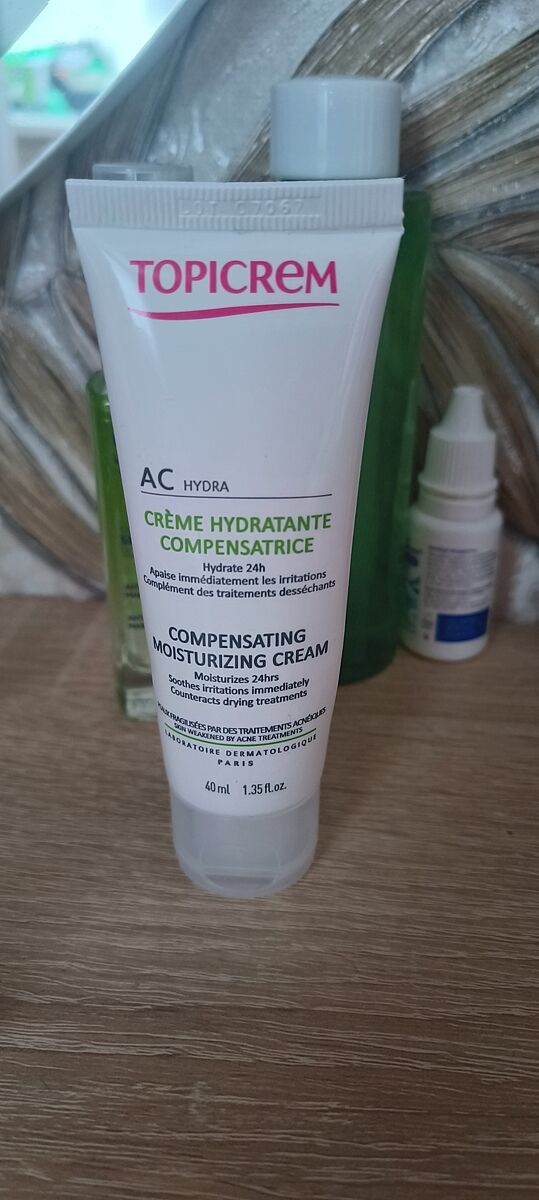 LOT 07067
TOPICREM
AC HYDRA
CRÈME HYDRATANTE
COMPENSATRICE
Hydrate 24h
Apaise immédiatement les irritations
Complément des traitements desséchants
COMPENSATING
MOISTURIZING CREAM
Moisturizes 24hrs
Soothes irritations immediately
Counteracts drying treatments
PEAUX FRAGILISÉES PAR DES TRAITEMENTS ACNÉIQUES
SKIN WEAKENED BY ACNE TREATMENTS
LABORATOIRE DERMATOLOGIQUE
PARIS
40 ml 1.35 fl.oz.